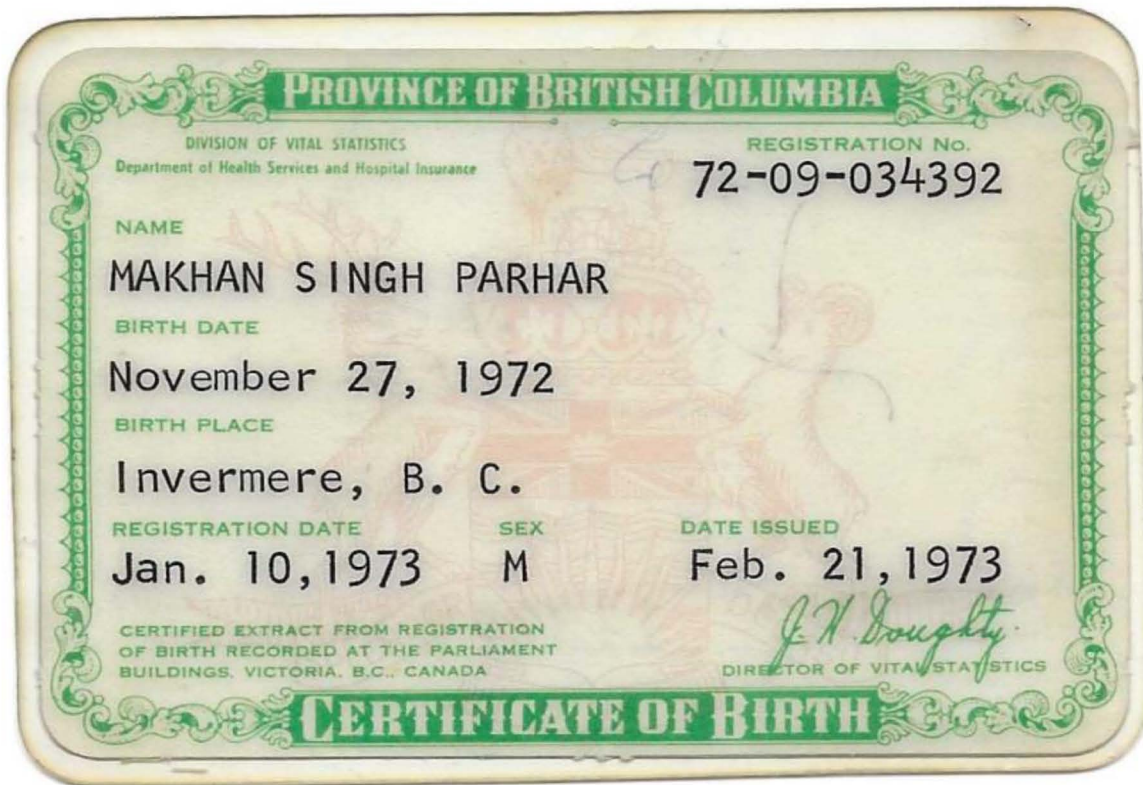 PROVINCE OF BRITISH COLUMBIA
DIVISION OF VITAL STATISTICS
Department of Health Services and Hospital Insurance
REGISTRATION No.
72-09-034392
NAME
MAKHAN SINGH PARHAR
BIRTH DATE
November 27, 1972
BIRTH PLACE
Invermere, B. C.
REGISTRATION DATE SEX DATE ISSUED
Jan. 10,1973 M Feb. 21,1973
CERTIFIED EXTRACT FROM REGISTRATION
OF BIRTH RECORDED AT THE PARLIAMENT
BUILDINGS, VICTORIA, B.C., CANADA
J. H. Doughty
DIRECTOR OF VITAL STATISTICS
CERTIFICATE OF BIRTH